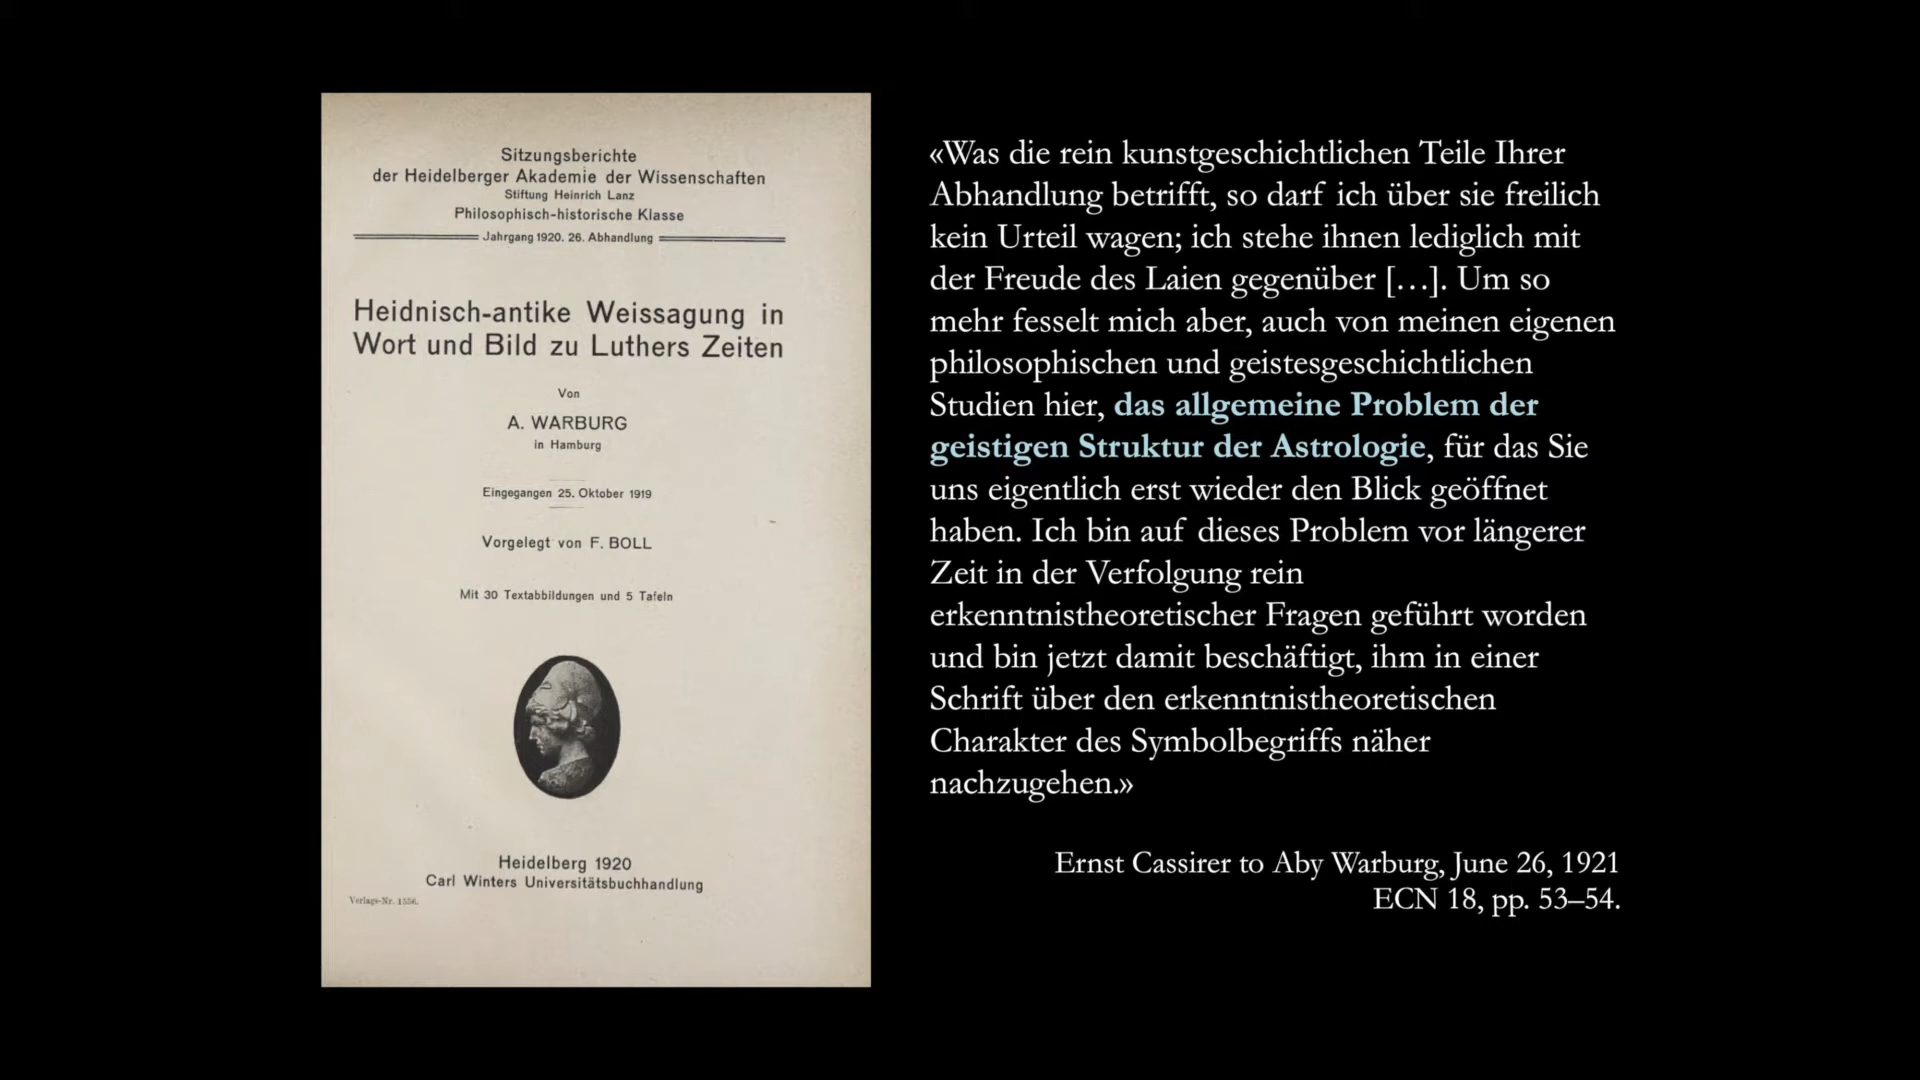 Sitzungsberichte
der Heidelberger Akademie der Wissenschaften
Stiftung Heinrich Lanz
Philosophisch-historische Klasse
Jahrgang 1920. 26. Abhandlung
Heidnisch-antike Weissagung in
Wort und Bild zu Luthers Zeiten
Von
A. WARBURG
in Hamburg
Eingegangen 25. Oktober 1919
Vorgelegt von F. BOLL
Mit 30 Textabbildungen und 5 Tafeln
Heidelberg 1920
Carl Winters Universitätsbuchhandlung
Verlags-Nr. 1556.
«Was die rein kunstgeschichtlichen Teile Ihrer
Abhandlung betrifft, so darf ich über sie freilich
kein Urteil wagen; ich stehe ihnen lediglich mit
der Freude des Laien gegenüber […]. Um so
mehr fesselt mich aber, auch von meinen eigenen
philosophischen und geistesgeschichtlichen
Studien hier, das allgemeine Problem der
geistigen Struktur der Astrologie, für das Sie
uns eigentlich erst wieder den Blick geöffnet
haben. Ich bin auf dieses Problem vor längerer
Zeit in der Verfolgung rein
erkenntnistheoretischer Fragen geführt worden
und bin jetzt damit beschäftigt, ihm in einer
Schrift über den erkenntnistheoretischen
Charakter des Symbolbegriffs näher
nachzugehen.»
Ernst Cassirer to Aby Warburg, June 26, 1921
ECN 18, pp. 53–54.